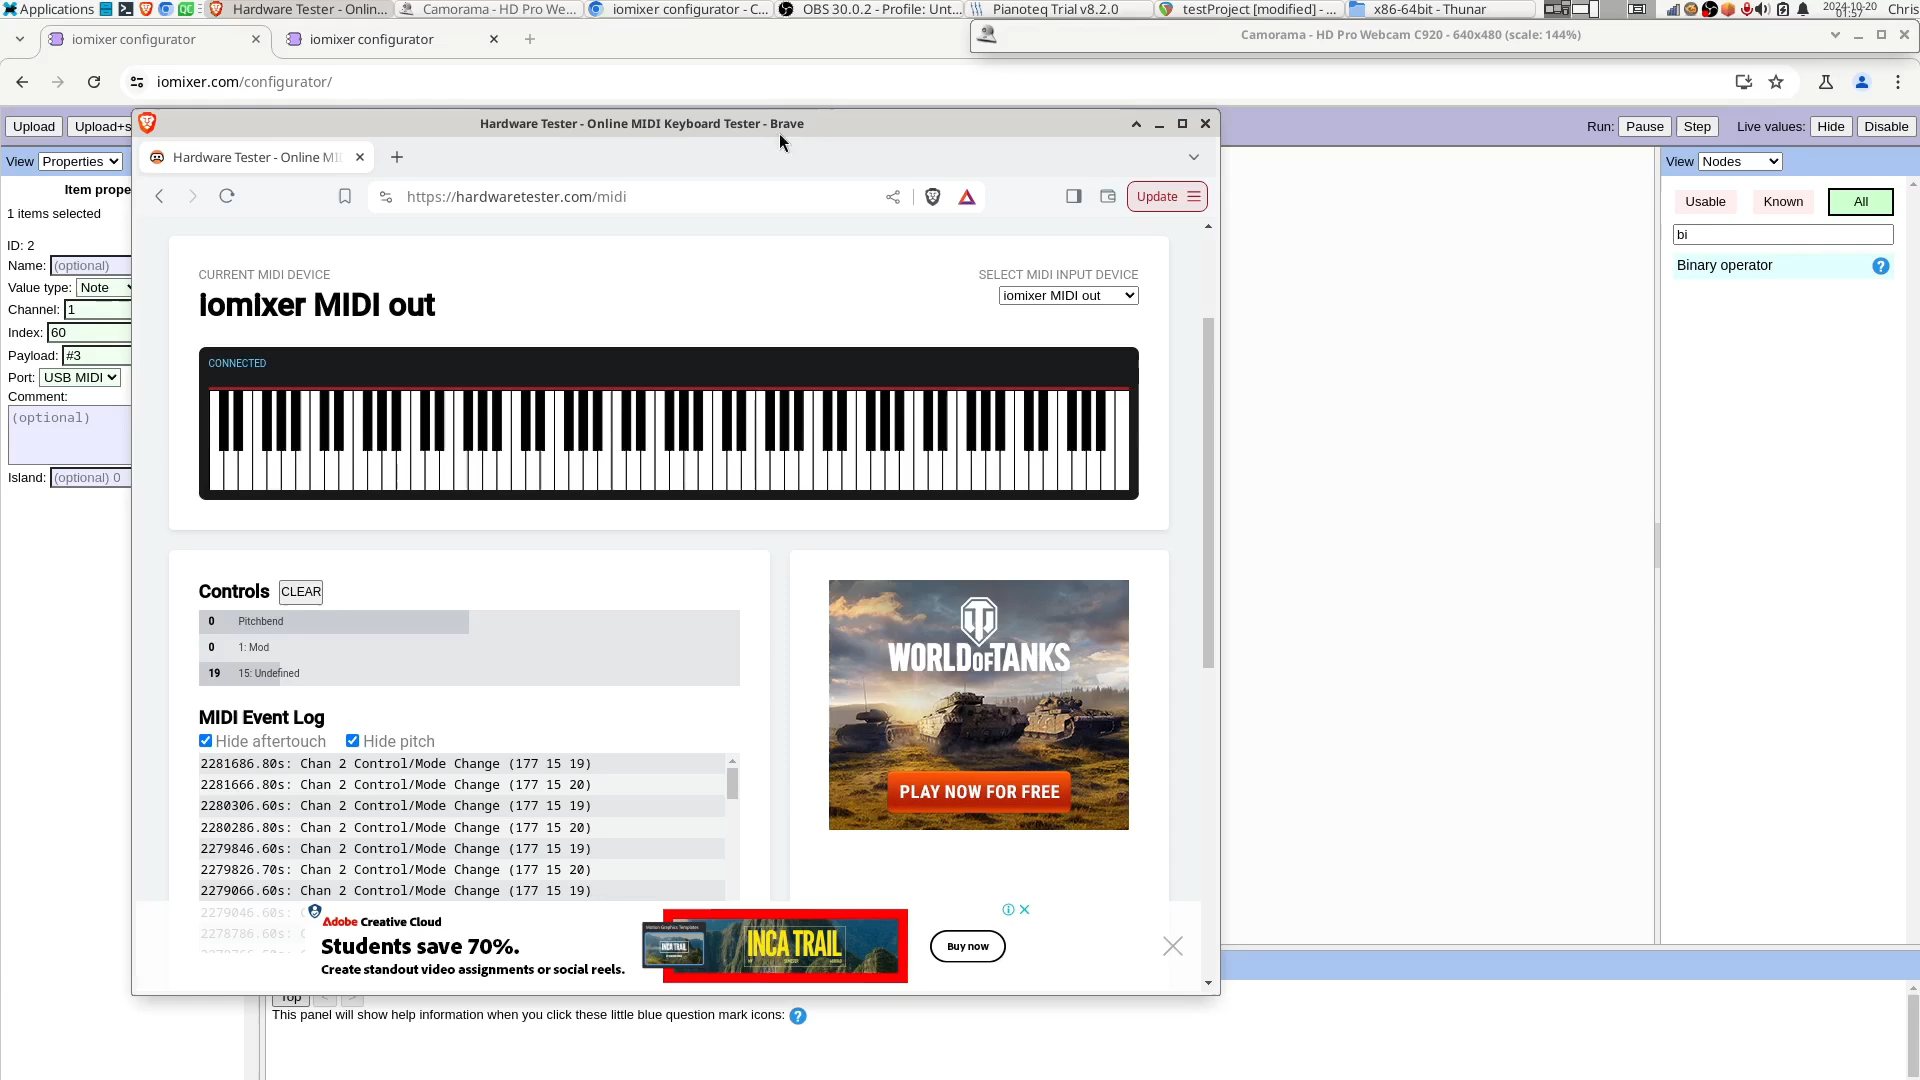 Applications
Hardware Tester - Onlin...
Camorama - HD Pro We...
iomixer configurator - C...
OBS 30.0.2 - Profile: Unt...
Pianoteq Trial v8.2.0
testProject [modified] - ...
x86-64bit - Thunar
2024-10-20
01:57
Chris
iomixer configurator
iomixer configurator
Camorama - HD Pro Webcam C920 - 640x480 (scale: 144%)
iomixer.com/configurator/
Upload
Upload+s
Run:
Pause
Step
Live values:
Hide
Disable
View
Properties
Item prope
1 items selected
ID: 2
Name: (optional)
Value type: Note
Channel: 1
Index: 60
Payload: #3
Port: USB MIDI
Comment:
(optional)
Island: (optional) 0
Hardware Tester - Online MIDI Keyboard Tester - Brave
Hardware Tester - Online MI
https://hardwaretester.com/midi
Update
CURRENT MIDI DEVICE
iomixer MIDI out
SELECT MIDI INPUT DEVICE
iomixer MIDI out
CONNECTED
Controls
CLEAR
0 Pitchbend
0 1: Mod
19 15: Undefined
MIDI Event Log
Hide aftertouch
Hide pitch
2281686.80s: Chan 2 Control/Mode Change (177 15 19)
2281666.80s: Chan 2 Control/Mode Change (177 15 20)
2280306.60s: Chan 2 Control/Mode Change (177 15 19)
2280286.80s: Chan 2 Control/Mode Change (177 15 20)
2279846.60s: Chan 2 Control/Mode Change (177 15 19)
2279826.70s: Chan 2 Control/Mode Change (177 15 20)
2279066.60s: Chan 2 Control/Mode Change (177 15 19)
2279046.60s: C
2278786.60s: C
WORLD OF TANKS
PLAY NOW FOR FREE
Adobe Creative Cloud
Students save 70%.
Create standout video assignments or social reels.
Motion Graphics Templates
INCA TRAIL
INCA TRAIL
Buy now
View
Nodes
Usable
Known
All
bi
Binary operator
?
Top
<
>
This panel will show help information when you click these little blue question mark icons: ?